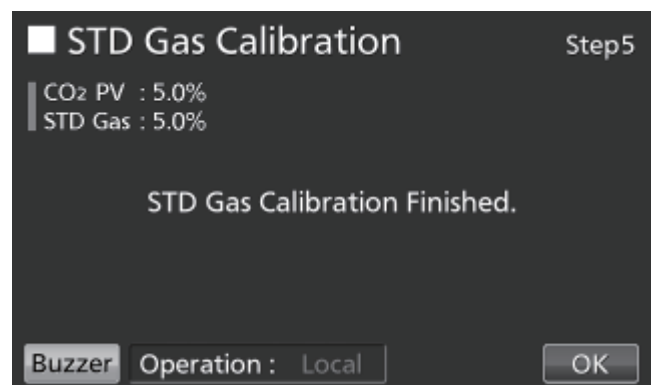 STD Gas Calibration Step5
CO₂ PV : 5.0%
STD Gas : 5.0%
STD Gas Calibration Finished.
Buzzer Operation : Local OK